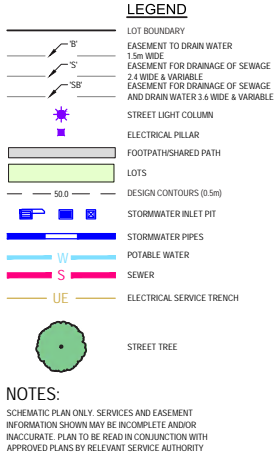 LEGEND
LOT BOUNDARY
'B'
EASEMENT TO DRAIN WATER
1.5m WIDE
'S'
EASEMENT FOR DRAINAGE OF SEWAGE
2.4 WIDE & VARIABLE
'SB'
EASEMENT FOR DRAINAGE OF SEWAGE
AND DRAIN WATER 3.6 WIDE & VARIABLE
STREET LIGHT COLUMN
ELECTRICAL PILLAR
FOOTPATH/SHARED PATH
LOTS
50.0
DESIGN CONTOURS (0.5m)
STORMWATER INLET PIT
STORMWATER PIPES
W
POTABLE WATER
S
SEWER
UE
ELECTRICAL SERVICE TRENCH
STREET TREE
NOTES:
SCHEMATIC PLAN ONLY. SERVICES AND EASEMENT
INFORMATION SHOWN MAY BE INCOMPLETE AND/OR
INACCURATE. PLAN TO BE READ IN CONJUNCTION WITH
APPROVED PLANS BY RELEVANT SERVICE AUTHORITY